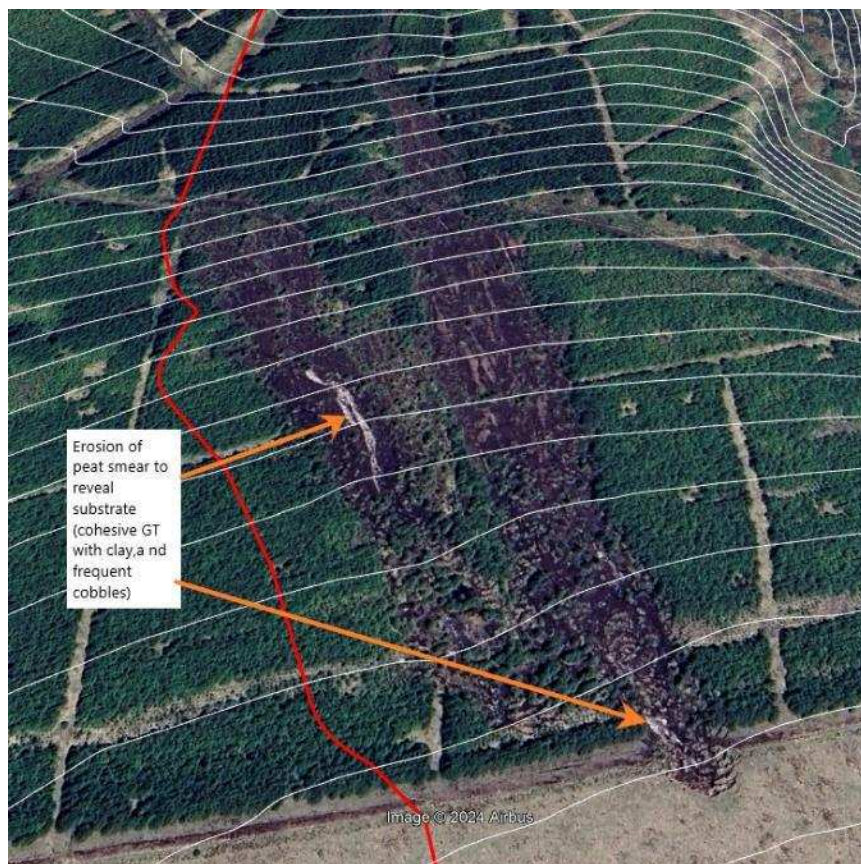 Erosion of
peat smear to
reveal
substrate
(cohesive GT
with clay,a nd
frequent
cobbles)
Image © 2024 Airbus